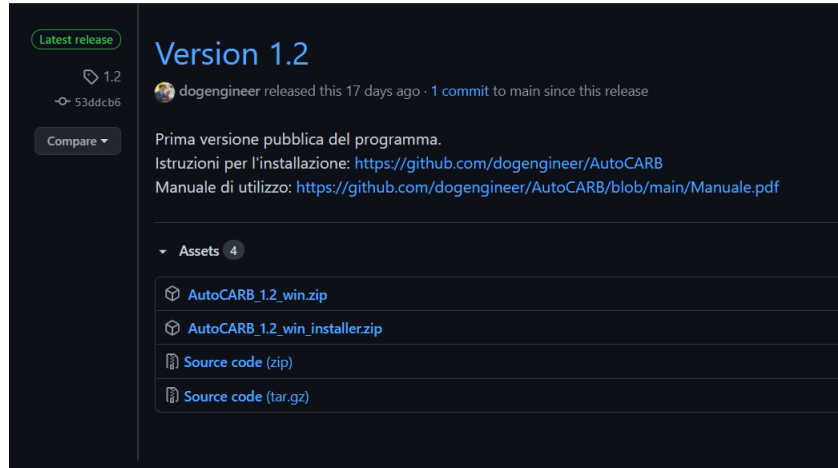 Latest release
1.2
53ddcb6
Compare
Version 1.2
dogengineer released this 17 days ago · 1 commit to main since this release
Prima versione pubblica del programma.
Istruzioni per l'installazione: https://github.com/dogengineer/AutoCARB
Manuale di utilizzo: https://github.com/dogengineer/AutoCARB/blob/main/Manuale.pdf
Assets 4
AutoCARB_1.2_win.zip
AutoCARB_1.2_win_installer.zip
Source code (zip)
Source code (tar.gz)